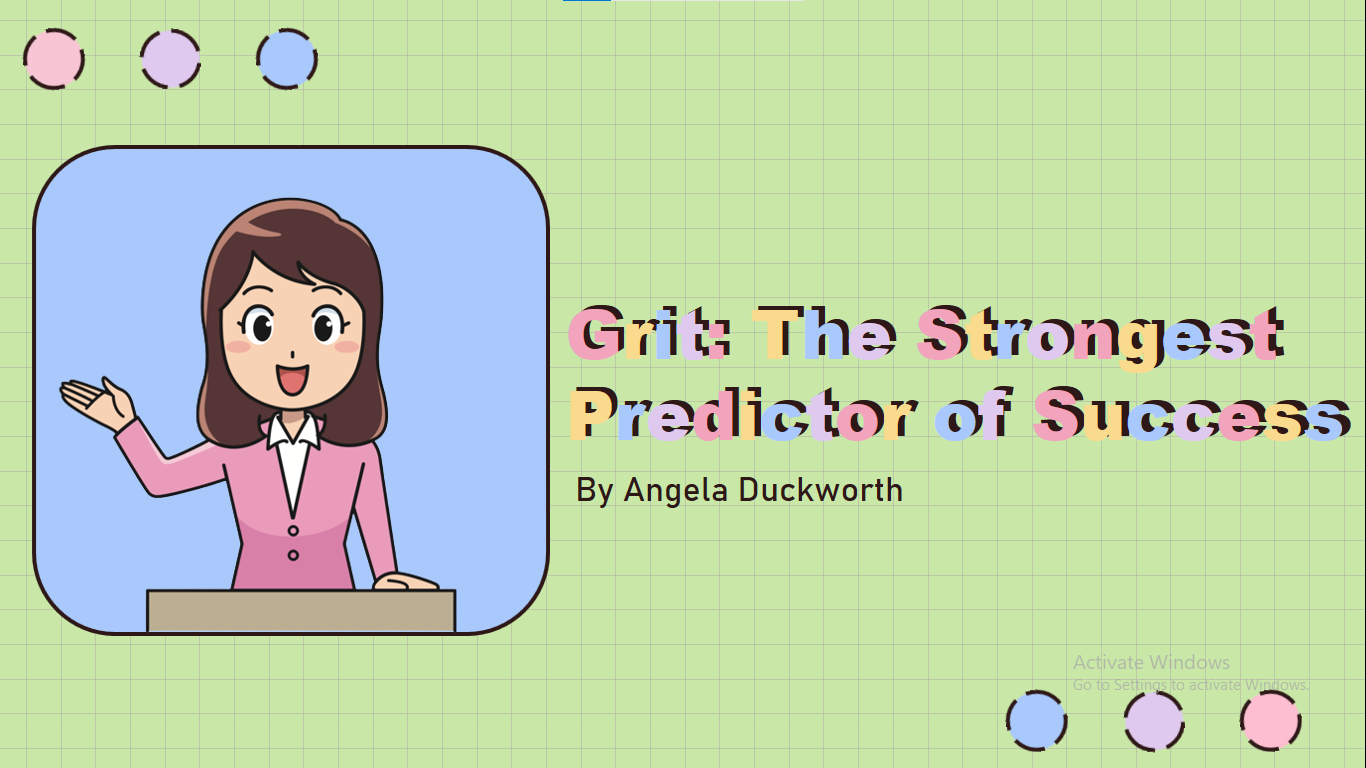 Grit: The Strongest
Predictor of Success
By Angela Duckworth
Activate Windows
Go to Settings to activate Windows.